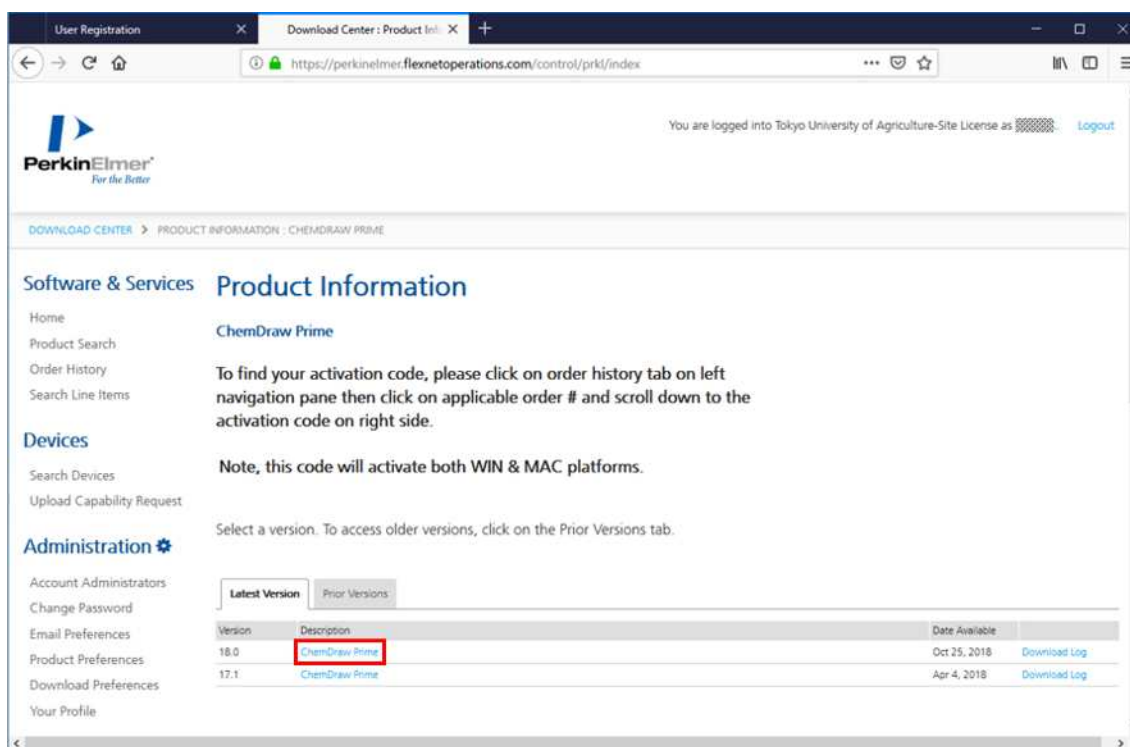 User Registration
Download Center : Product Inf
https://perkinelmer.flexnetoperations.com/control/prkl/index
You are logged into Tokyo University of Agriculture-Site License as
Logout
PerkinElmer
For the Better
DOWNLOAD CENTER > PRODUCT INFORMATION : CHEMDRAW PRIME
Software & Services
Home
Product Search
Order History
Search Line Items
Devices
Search Devices
Upload Capability Request
Administration
Account Administrators
Change Password
Email Preferences
Product Preferences
Download Preferences
Your Profile
Product Information
ChemDraw Prime
To find your activation code, please click on order history tab on left
navigation pane then click on applicable order # and scroll down to the
activation code on right side.
Note, this code will activate both WIN & MAC platforms.
Select a version. To access older versions, click on the Prior Versions tab.
Latest Version Prior Versions
Version Description Date Available
18.0 ChemDraw Prime Oct 25, 2018 Download Log
17.1 ChemDraw Prime Apr 4, 2018 Download Log